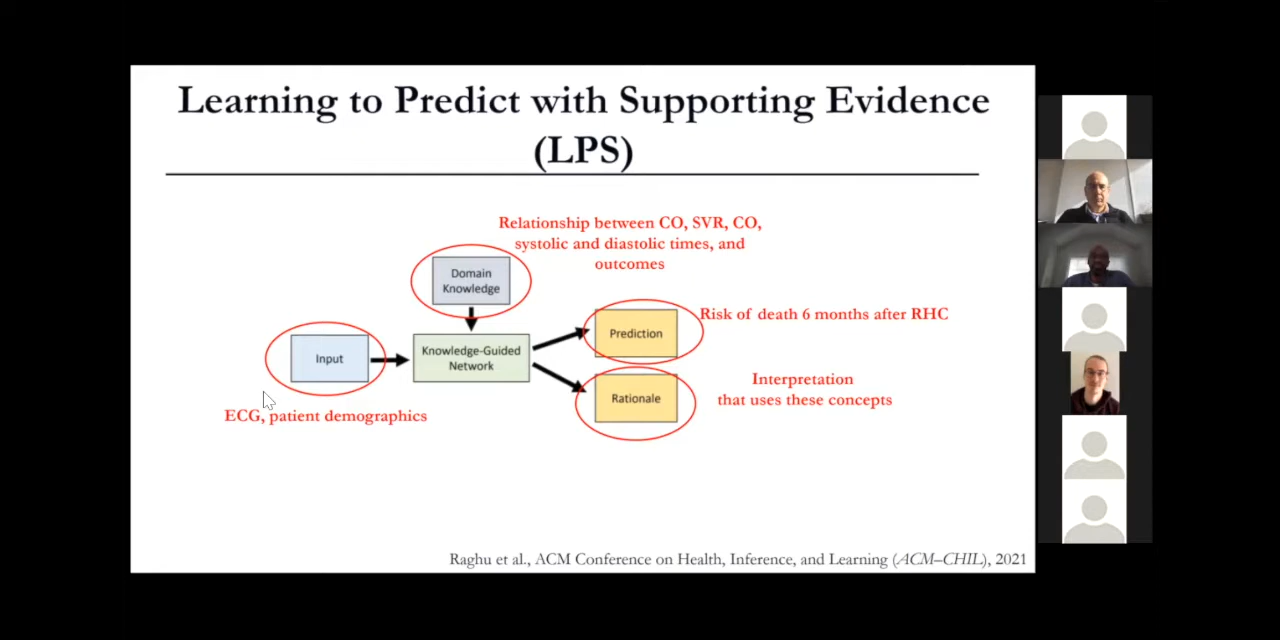 Learning to Predict with Supporting Evidence
(LPS)
Relationship between CO, SVR, CO,
systolic and diastolic times, and
outcomes
Domain
Knowledge
Risk of death 6 months after RHC
Prediction
Input
Knowledge-Guided
Network
Interpretation
that uses these concepts
Rationale
ECG, patient demographics
Raghu et al., ACM Conference on Health, Inference, and Learning (ACM–CHIL), 2021